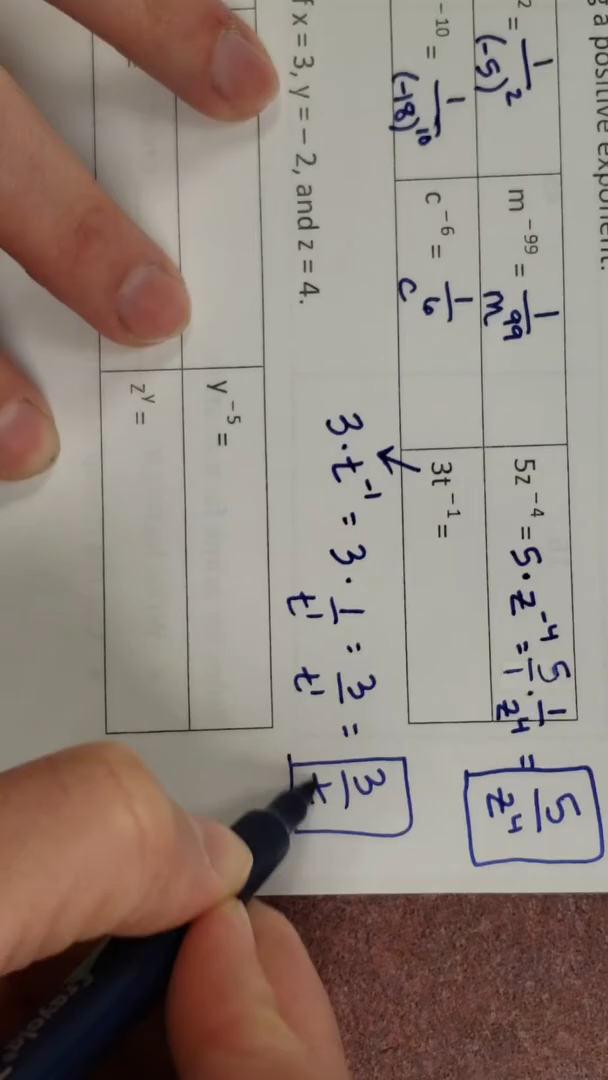 g a positive exponent.
² = 1/(-5)² m⁻⁹⁹ = 1/m⁹⁹ 5z⁻⁴ = 5·z⁻⁴ = 5/1 · 1/z⁴ = 5/z⁴
⁻¹⁰ = 1/(-18)¹⁰ c⁻⁶ = 1/c⁶ 3t⁻¹ =
3·t⁻¹ = 3·1/t¹ = 3/t¹ = 3/t
f x = 3, y = – 2, and z = 4.
y⁻⁵ =
zʸ =